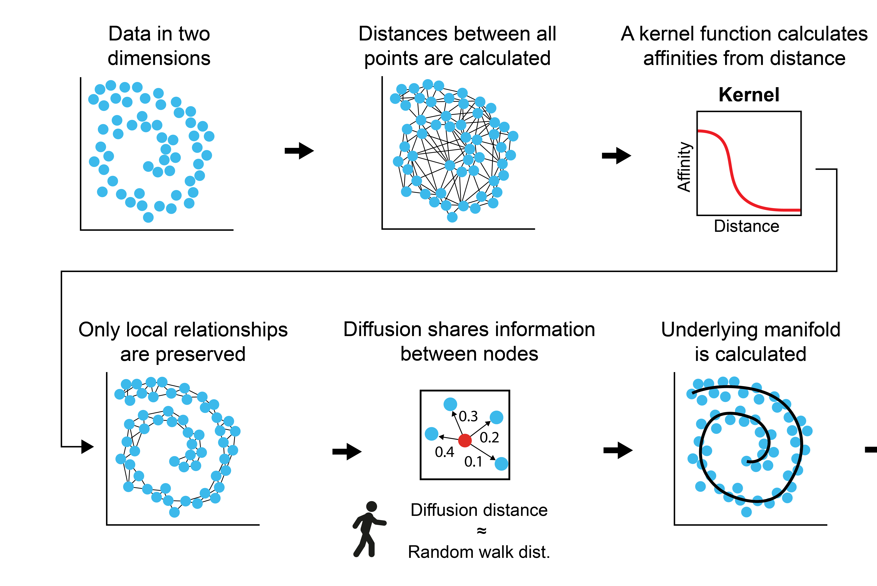 Data in two
dimensions
Distances between all
points are calculated
A kernel function calculates
affinities from distance
Kernel
Affinity
Distance
Only local relationships
are preserved
Diffusion shares information
between nodes
0.3
0.2
0.4
0.1
Diffusion distance
≈
Random walk dist.
Underlying manifold
is calculated